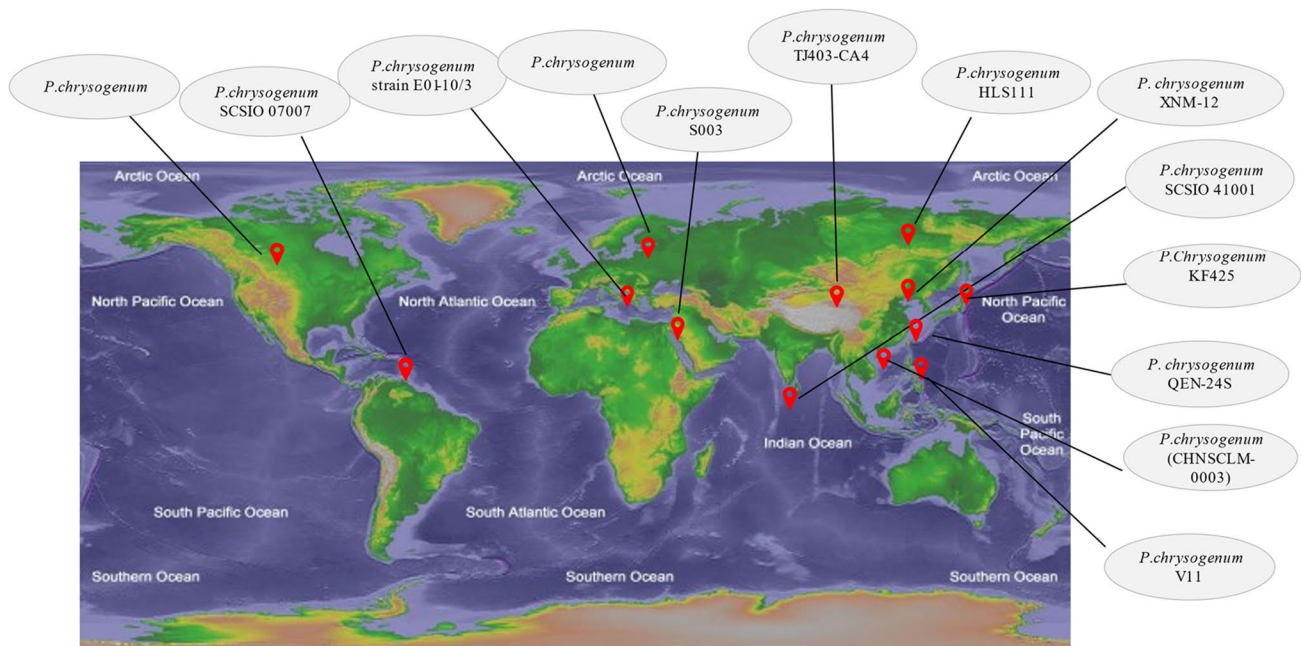 P.chrysogenum
P.chrysogenum
SCSIO 07007
P.chrysogenum
strain E01-10/3
P.chrysogenum
P.chrysogenum
S003
P.chrysogenum
TJ403-CA4
P.chrysogenum
HLS111
P. chrysogenum
XNM-12
P.chrysogenum
SCSIO 41001
P.Chrysogenum
KF425
P. chrysogenum
QEN-24S
P.chrysogenum
(CHNSCLM-
0003)
P.chrysogenum
V11
Arctic Ocean
Arctic Ocean
Arctic Ocean
North Pacific Ocean
North Atlantic Ocean
North Pacific
Ocean
Indian Ocean
South
Pacific
Ocean
South Pacific Ocean
South Atlantic Ocean
Southern Ocean
Southern Ocean
Southern Ocean